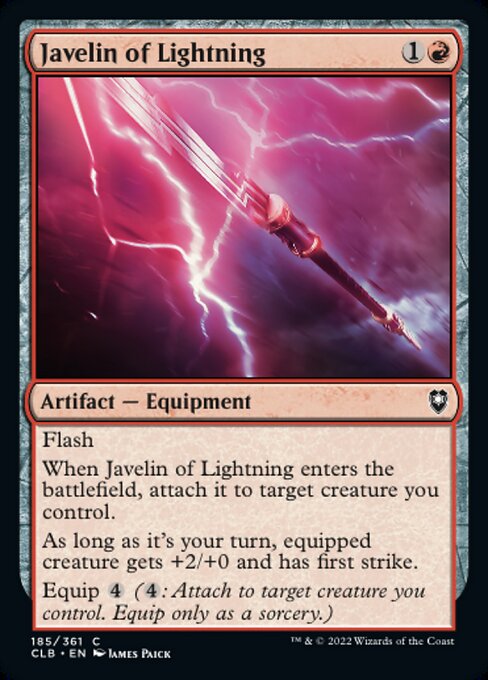 Javelin of Lightning 1
Artifact — Equipment
Flash
When Javelin of Lightning enters the
battlefield, attach it to target creature you
control.
As long as it's your turn, equipped
creature gets +2/+0 and has first strike.
Equip 4 (4: Attach to target creature you
control. Equip only as a sorcery.)
185/361 C
CLB • EN James Paick
™ & © 2022 Wizards of the Coast